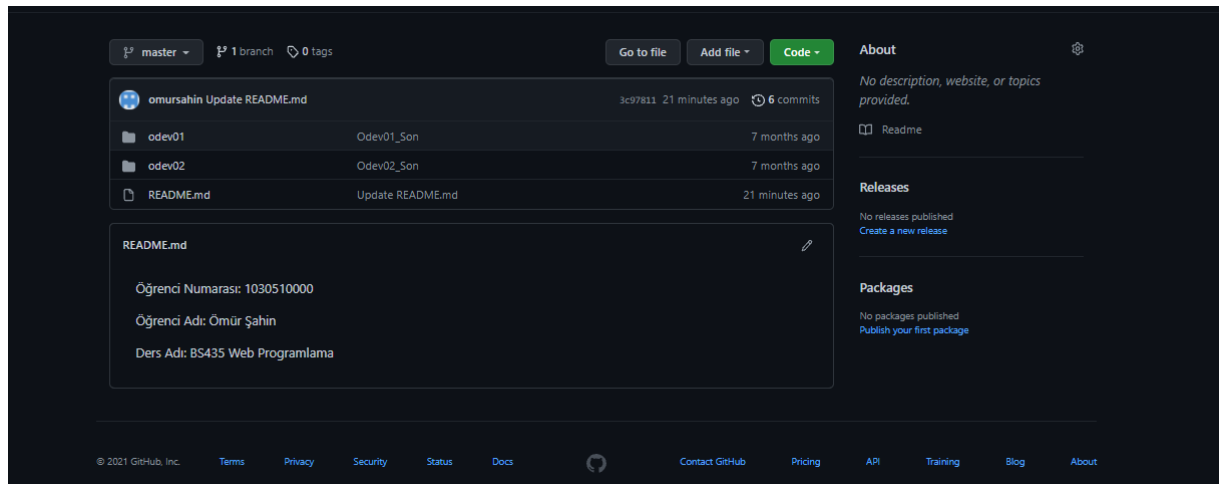 master 1 branch 0 tags Go to file Add file Code
omursahin Update README.md 3c97811 21 minutes ago 6 commits
odev01 Odev01_Son 7 months ago
odev02 Odev02_Son 7 months ago
README.md Update README.md 21 minutes ago
README.md
Öğrenci Numarası: 1030510000
Öğrenci Adı: Ömür Şahin
Ders Adı: BS435 Web Programlama
About
No description, website, or topics
provided.
Readme
Releases
No releases published
Create a new release
Packages
No packages published
Publish your first package
© 2021 GitHub, Inc. Terms Privacy Security Status Docs Contact GitHub Pricing API Training Blog About